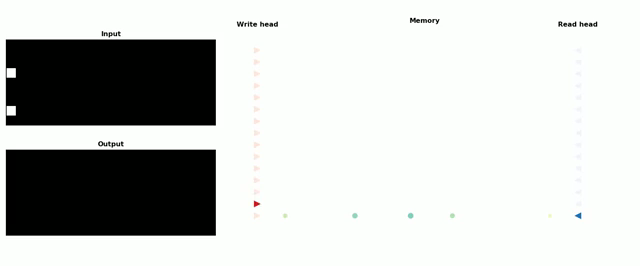 Write head
Memory
Read head
Input
Output